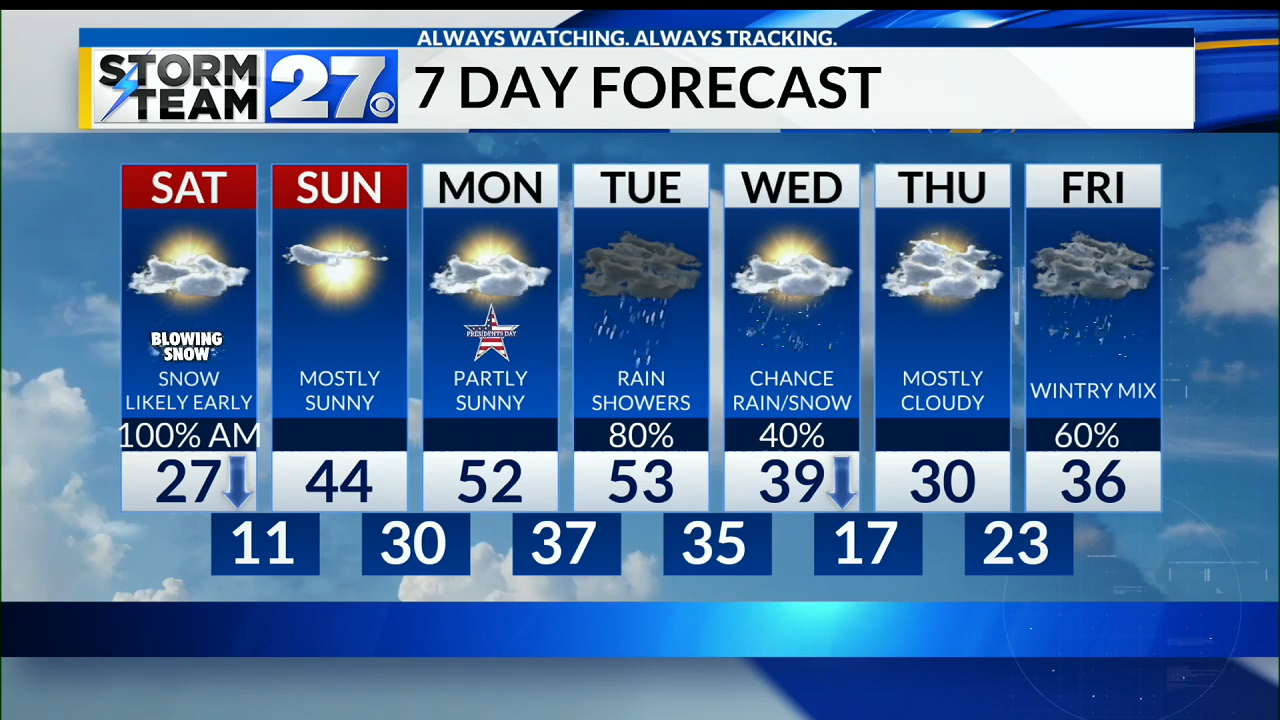 ALWAYS WATCHING. ALWAYS TRACKING.
STORM TEAM 27
7 DAY FORECAST
SAT SUN MON TUE WED THU FRI
BLOWING
SNOW
PRESIDENTS DAY
SNOW
LIKELY EARLY
MOSTLY
SUNNY
PARTLY
SUNNY
RAIN
SHOWERS
CHANCE
RAIN/SNOW
MOSTLY
CLOUDY
WINTRY MIX
100% AM 80% 40% 60%
27 44 52 53 39 30 36
11 30 37 35 17 23